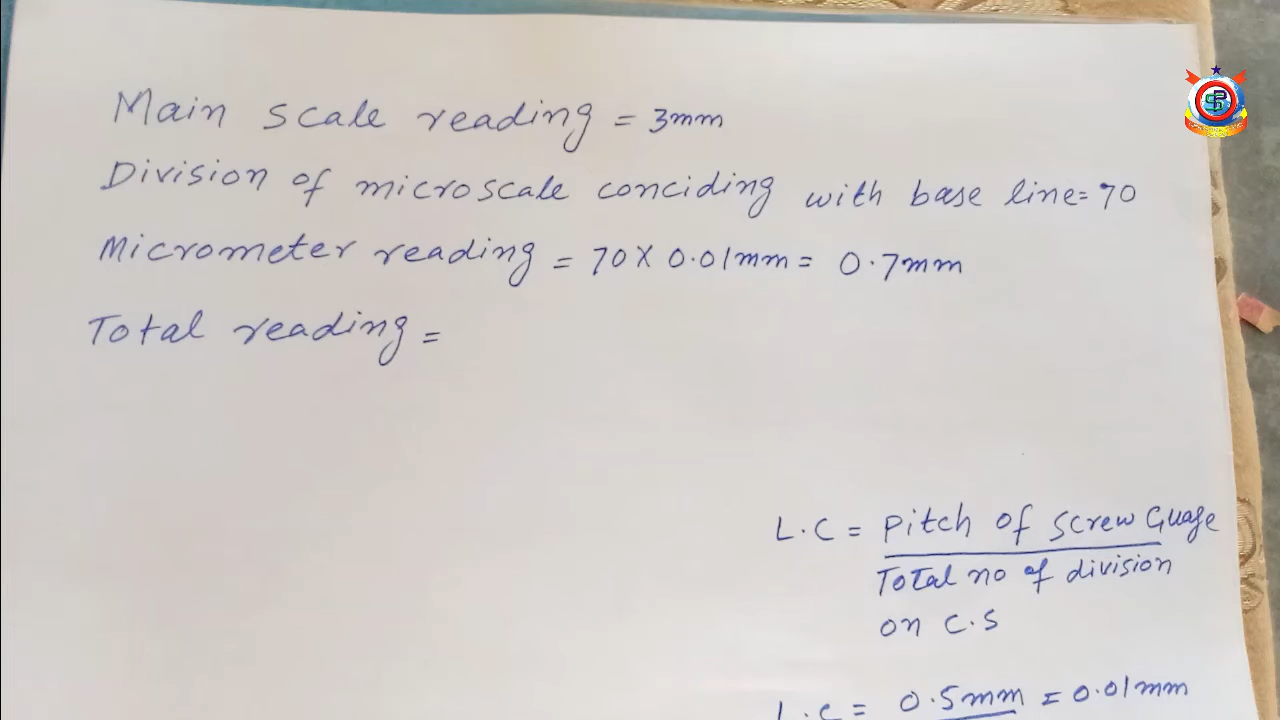 Main scale reading = 3mm
Division of microscale conciding with base line= 70
Micrometer reading = 70 X 0.01mm = 0.7mm
Total reading =
L.C = Pitch of screw Guage
Total no of division
on C.S
L.C = 0.5mm = 0.01mm